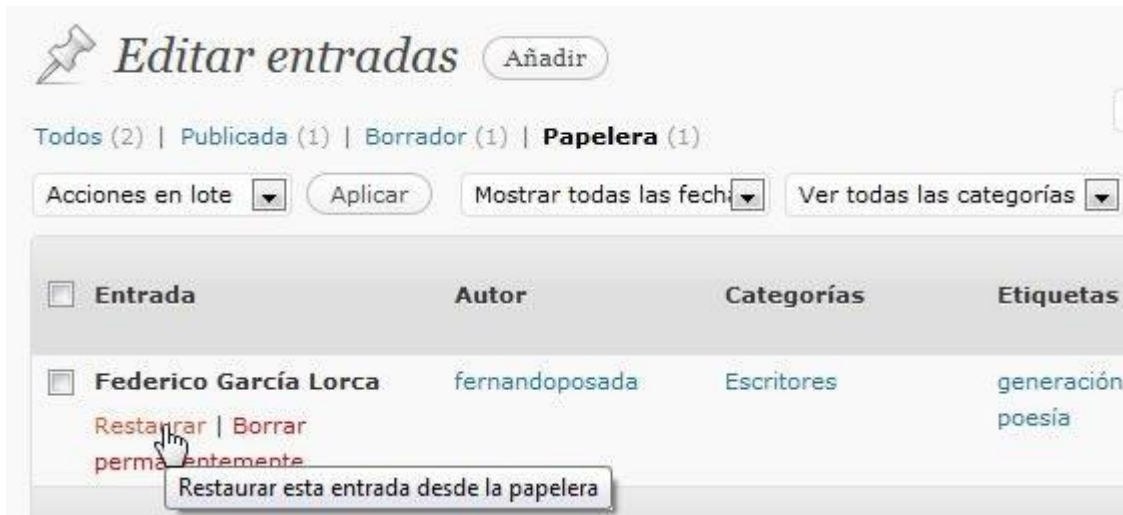 Editar entradas Añadir
Todos (2) | Publicada (1) | Borrador (1) | Papelera (1)
Acciones en lote Aplicar Mostrar todas las fech Ver todas las categorías
Entrada Autor Categorías Etiquetas
Federico García Lorca fernandoposada Escritores generación
Restaurar | Borrar poesía
permanentemente
Restaurar esta entrada desde la papelera